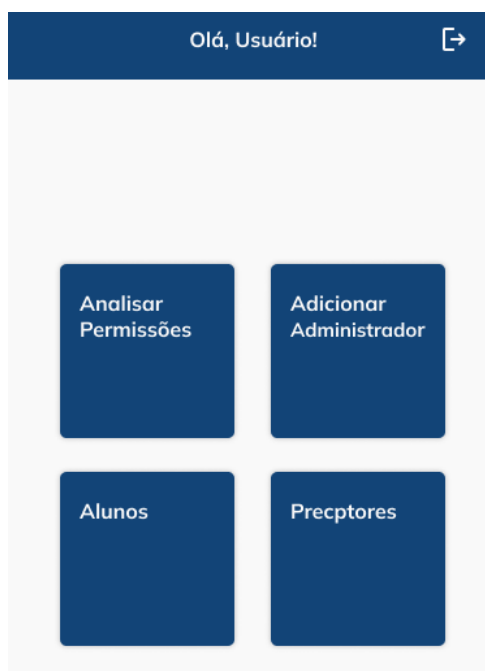 Olá, Usuário!
Analisar
Permissões
Adicionar
Administrador
Alunos
Precptores